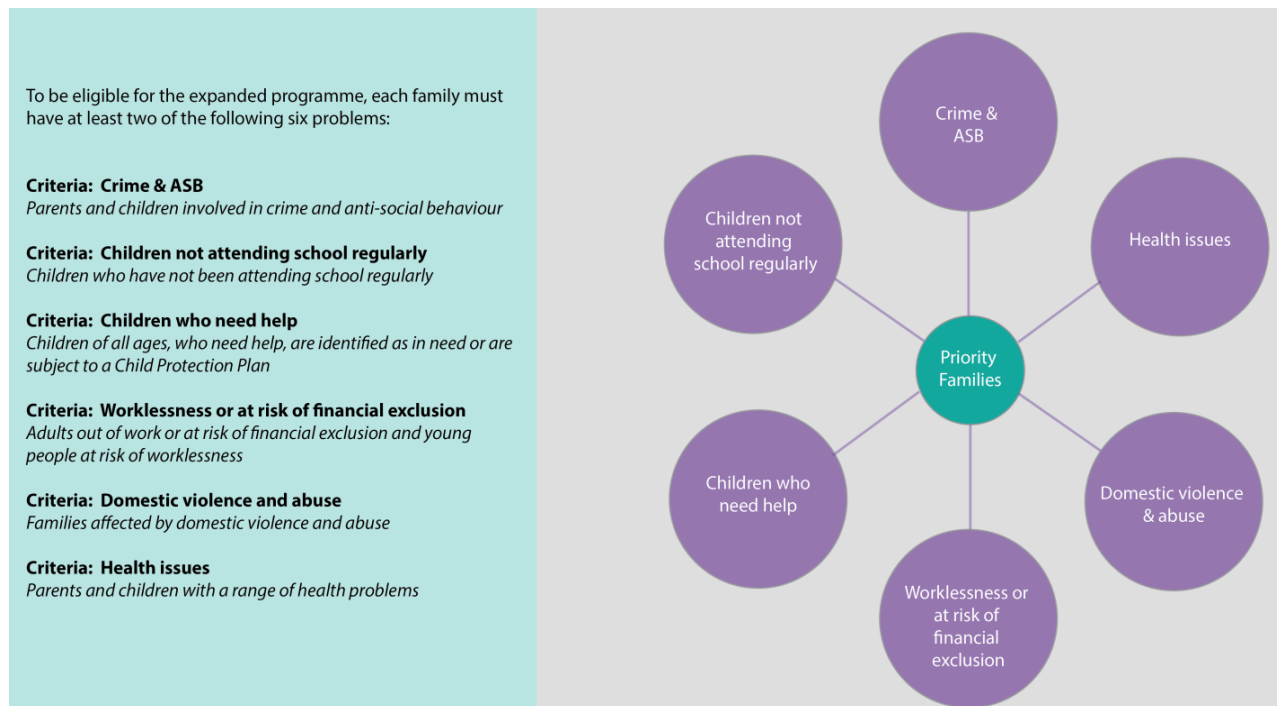 To be eligible for the expanded programme, each family must
have at least two of the following six problems:
Criteria: Crime & ASB
Parents and children involved in crime and anti-social behaviour
Criteria: Children not attending school regularly
Children who have not been attending school regularly
Criteria: Children who need help
Children of all ages, who need help, are identified as in need or are
subject to a Child Protection Plan
Criteria: Worklessness or at risk of financial exclusion
Adults out of work or at risk of financial exclusion and young
people at risk of worklessness
Criteria: Domestic violence and abuse
Families affected by domestic violence and abuse
Criteria: Health issues
Parents and children with a range of health problems
Crime &
ASB
Children not
attending
school regularly
Health issues
Priority
Families
Children who
need help
Domestic violence
& abuse
Worklessness or
at risk of
financial
exclusion